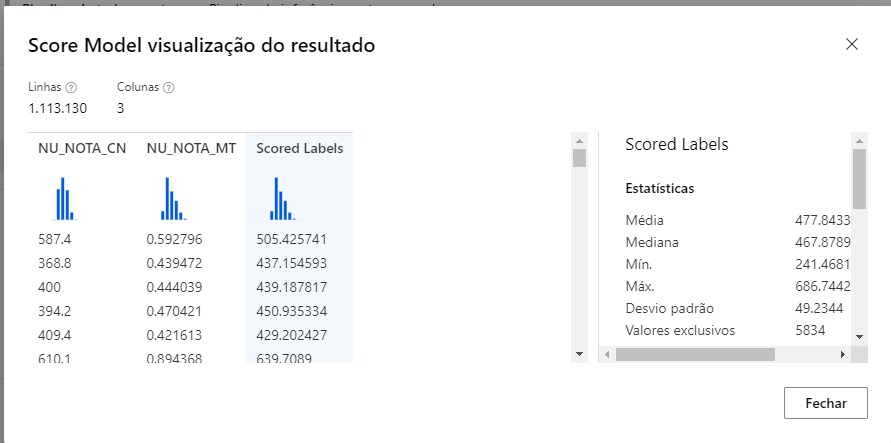 Score Model visualização do resultado
Linhas
Colunas
1.113.130
3
NU_NOTA_CN NU_NOTA_MT Scored Labels
587.4 0.592796 505.425741
368.8 0.439472 437.154593
400 0.444039 439.187817
394.2 0.470421 450.935334
409.4 0.421613 429.202427
610.1 0.894368 639.7089
Scored Labels
Estatísticas
Média 477.8433
Mediana 467.8789
Mín. 241.4681
Máx. 686.7442
Desvio padrão 49.2344
Valores exclusivos 5834
Fechar